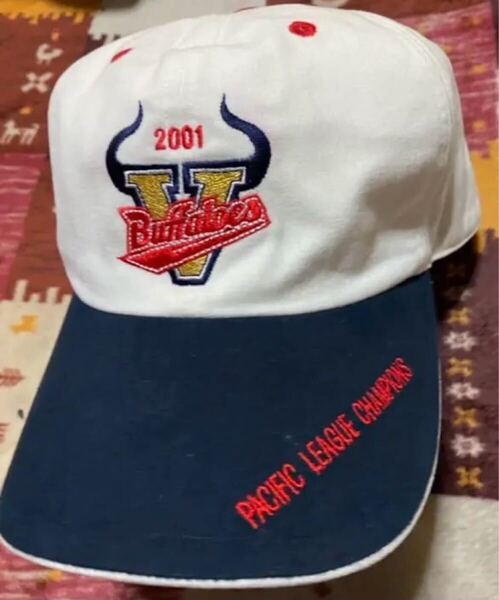 2001
V
Buffaloes
PACIFIC LEAGUE CHAMPIONS